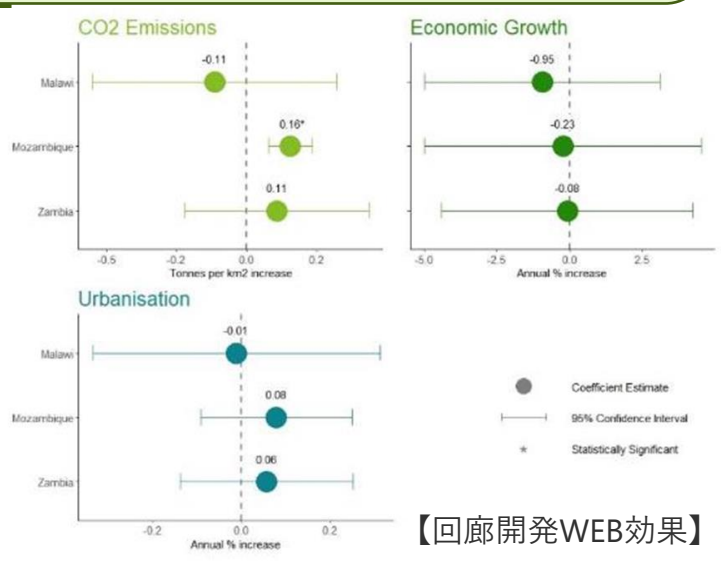 CO2 Emissions
-0.11
Malawi
0.16*
Mozambique
0.11
Zambia
-0.5 -0.2 0.0 0.2
Tonnes per km2 increase
Economic Growth
-0.95
-0.23
-0.08
-5.0 -2.5 0.0 2.5
Annual % increase
Urbanisation
-0.01
Malawi
0.08
Mozambique
0.06
Zambia
-0.2 0.0 0.2
Annual % increase
Coefficient Estimate
95% Confidence Interval
* Statistically Significant
【回廊開発WEB効果】